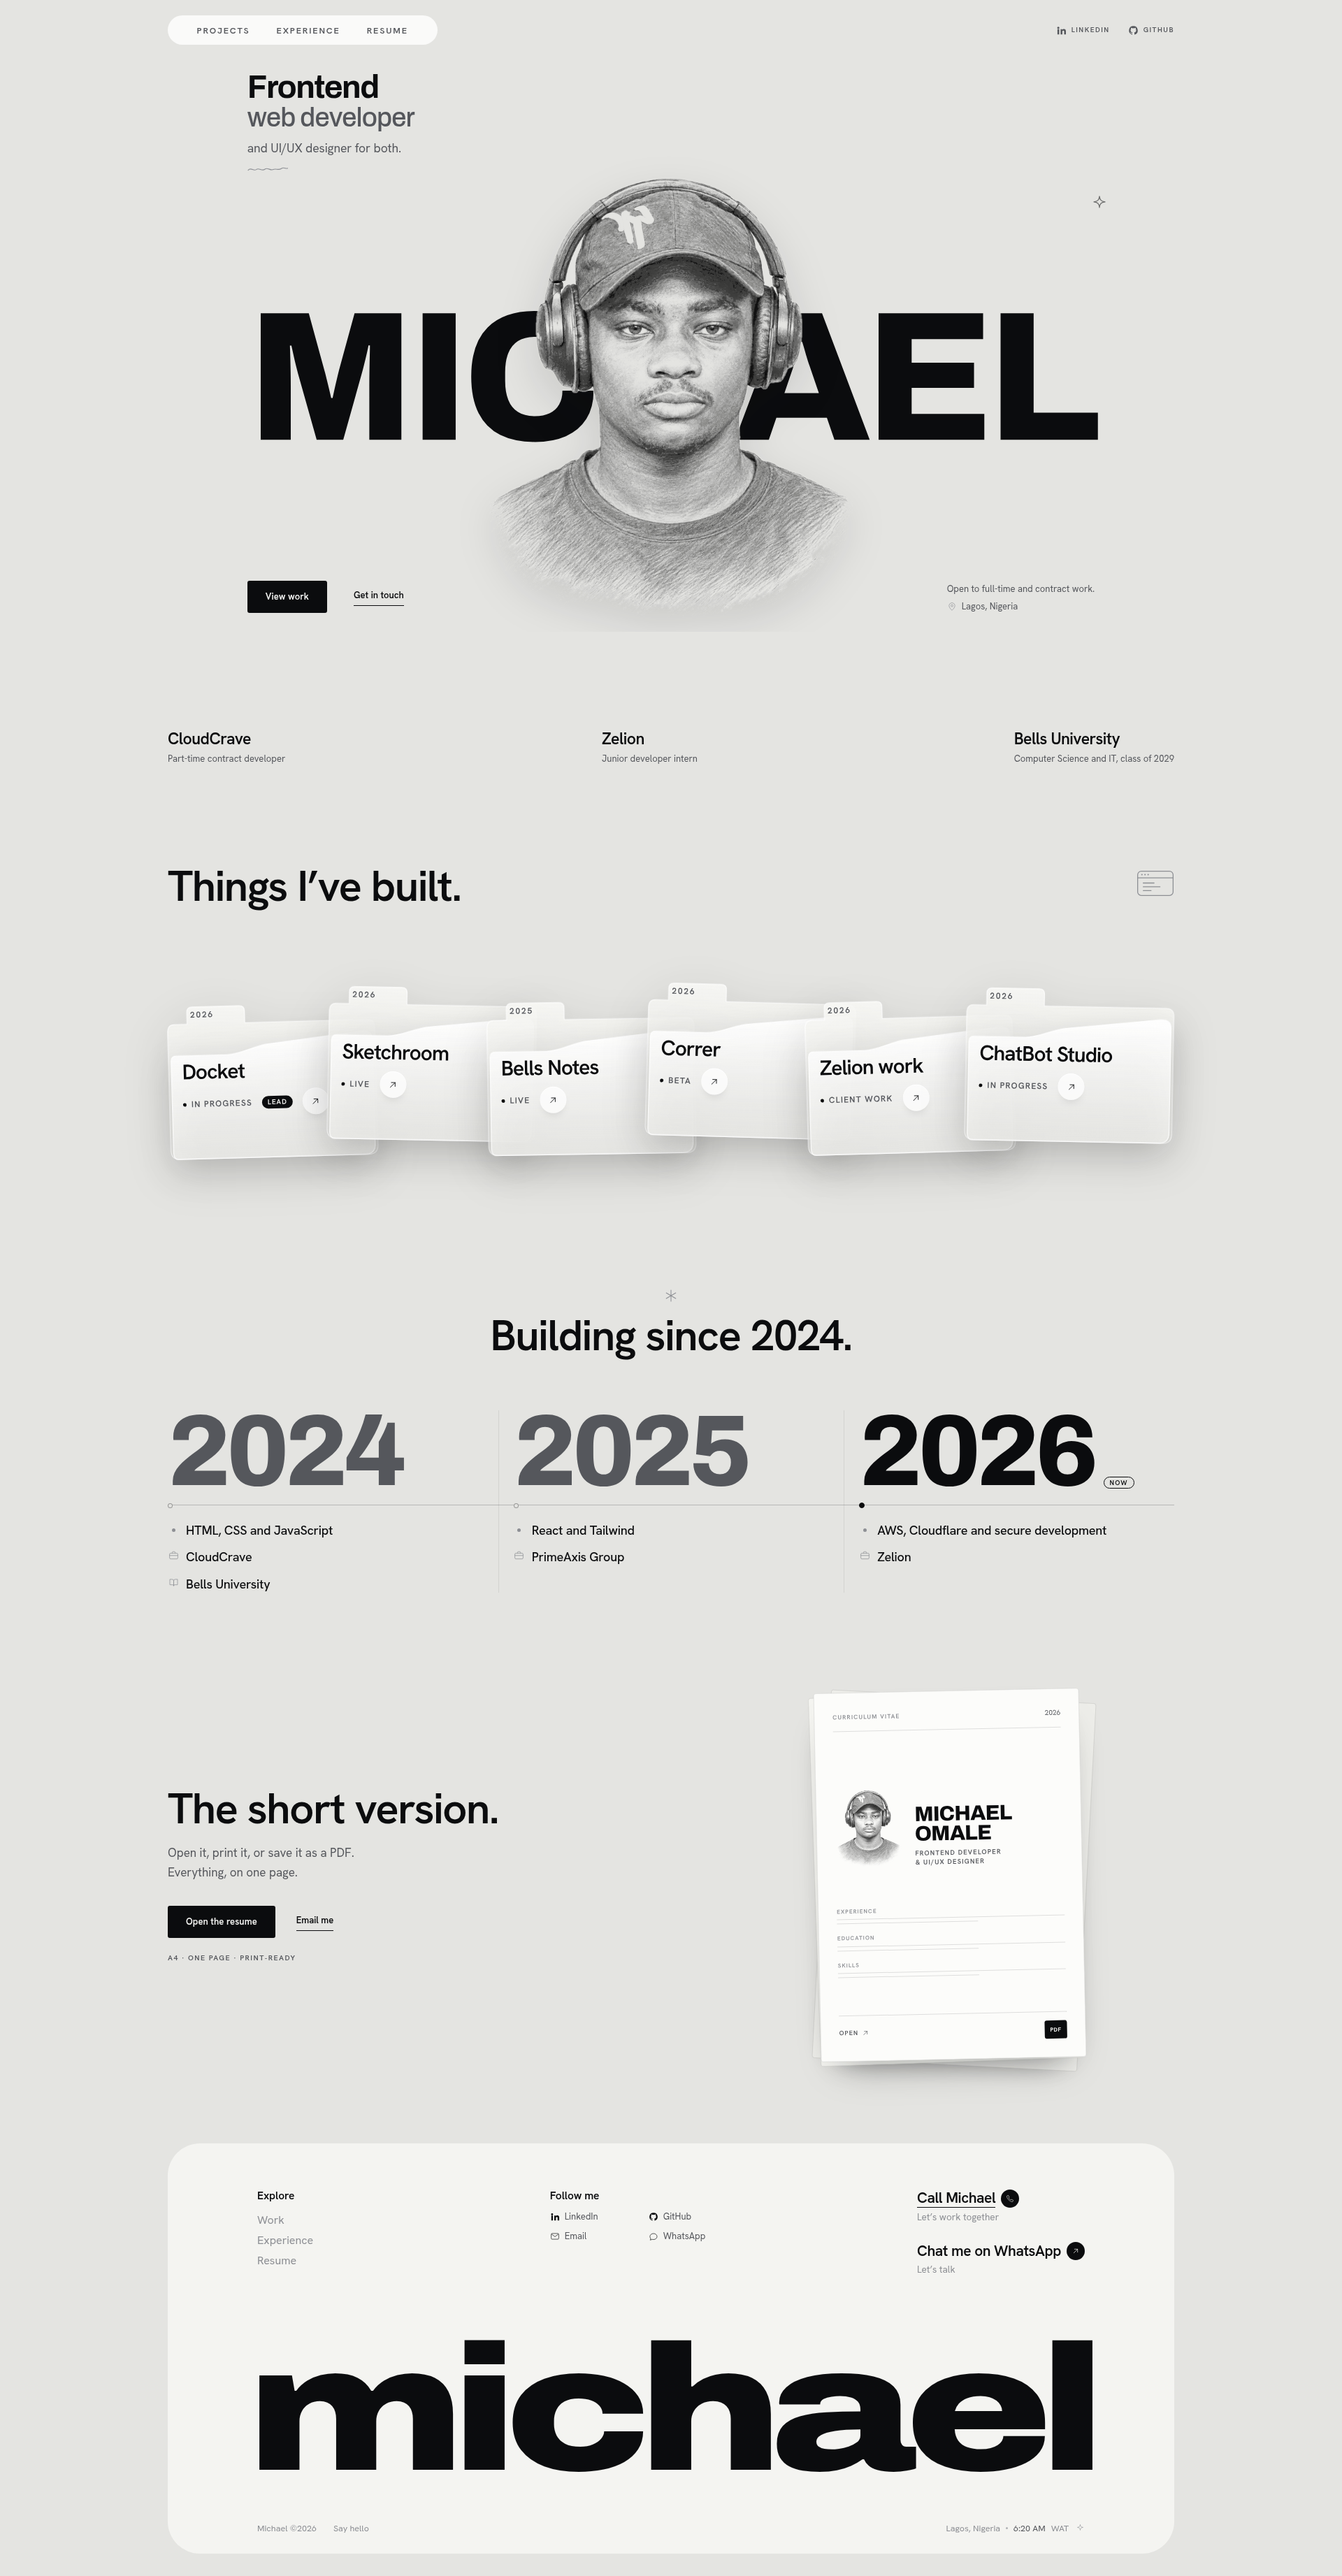 PROJECTS EXPERIENCE RESUME
LINKEDIN GITHUB
Frontend
web developer
and UI/UX designer for both.
MIC AEL
View work
Get in touch
Open to full-time and contract work.
Lagos, Nigeria
CloudCrave
Part-time contract developer
Zelion
Junior developer intern
Bells University
Computer Science and IT, class of 2029
Things I’ve built.
2026
Docket
IN PROGRESS LEAD
2026
Sketchroom
LIVE
2025
Bells Notes
LIVE
2026
Correr
BETA
2026
Zelion work
CLIENT WORK
2026
ChatBot Studio
IN PROGRESS
Building since 2024.
2024
HTML, CSS and JavaScript
CloudCrave
Bells University
2025
React and Tailwind
PrimeAxis Group
2026 NOW
AWS, Cloudflare and secure development
Zelion
The short version.
Open it, print it, or save it as a PDF.
Everything, on one page.
Open the resume
Email me
A4 · ONE PAGE · PRINT-READY
CURRICULUM VITAE 2026
MICHAEL
OMALE
FRONTEND DEVELOPER
& UI/UX DESIGNER
EXPERIENCE
EDUCATION
SKILLS
OPEN PDF
Explore
Work
Experience
Resume
Follow me
LinkedIn GitHub
Email WhatsApp
Call Michael
Let’s work together
Chat me on WhatsApp
Let’s talk
michael
Michael ©2026 Say hello
Lagos, Nigeria • 6:20 AM WAT